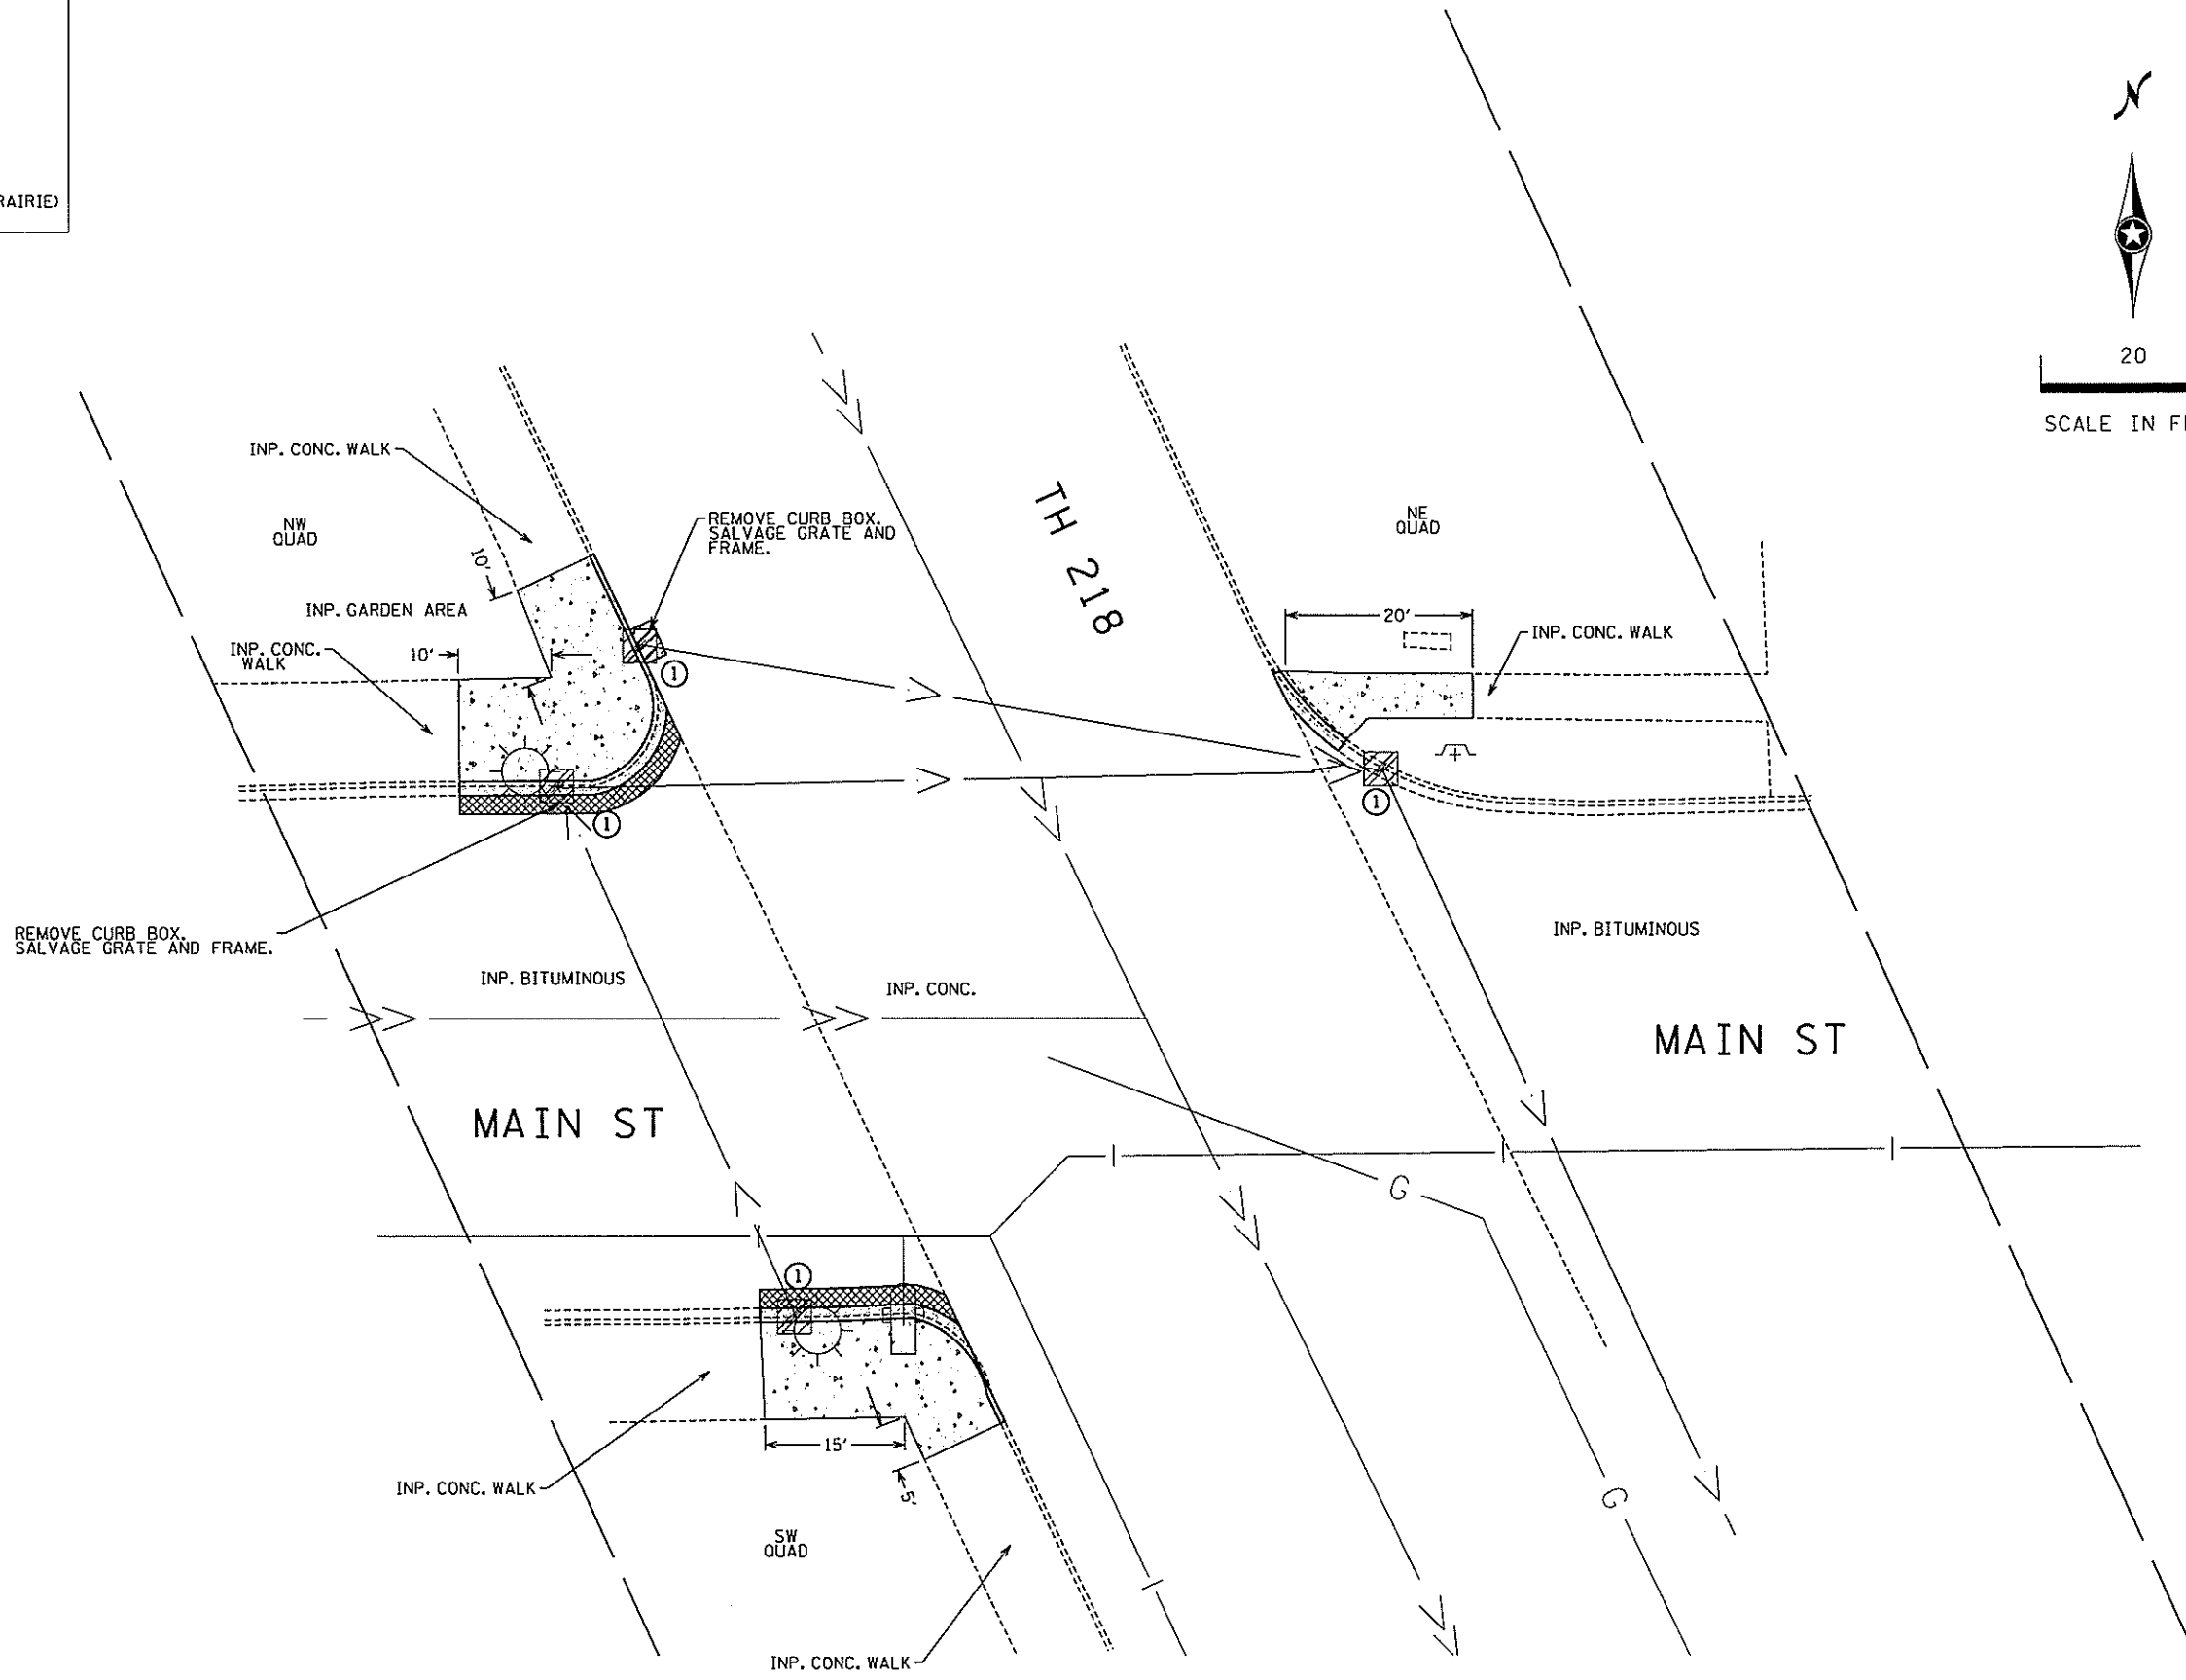 RAIRIE)
N
20
SCALE IN F
INP. CONC. WALK
NW
QUAD
10'
REMOVE CURB BOX.
SALVAGE GRATE AND
FRAME.
TH 218
NE
QUAD
INP. GARDEN AREA
20'
INP. CONC. WALK
INP. CONC.
WALK
10'
1
1
1
REMOVE CURB BOX.
SALVAGE GRATE AND FRAME.
INP. BITUMINOUS
INP. BITUMINOUS
INP. CONC.
MAIN ST
MAIN ST
I
I
I
G
I
1
15'
INP. CONC. WALK
5'
G
SW
QUAD
I
INP. CONC. WALK